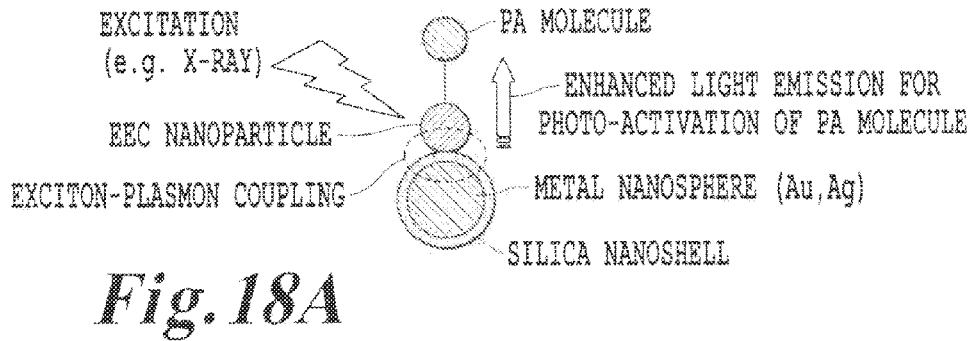 EXCITATION
(e.g. X-RAY)
PA MOLECULE
ENHANCED LIGHT EMISSION FOR
PHOTO-ACTIVATION OF PA MOLECULE
EEC NANOPARTICLE
EXCITON-PLASMON COUPLING
METAL NANOSPHERE (Au,Ag)
SILICA NANOSHELL
Fig. 18A